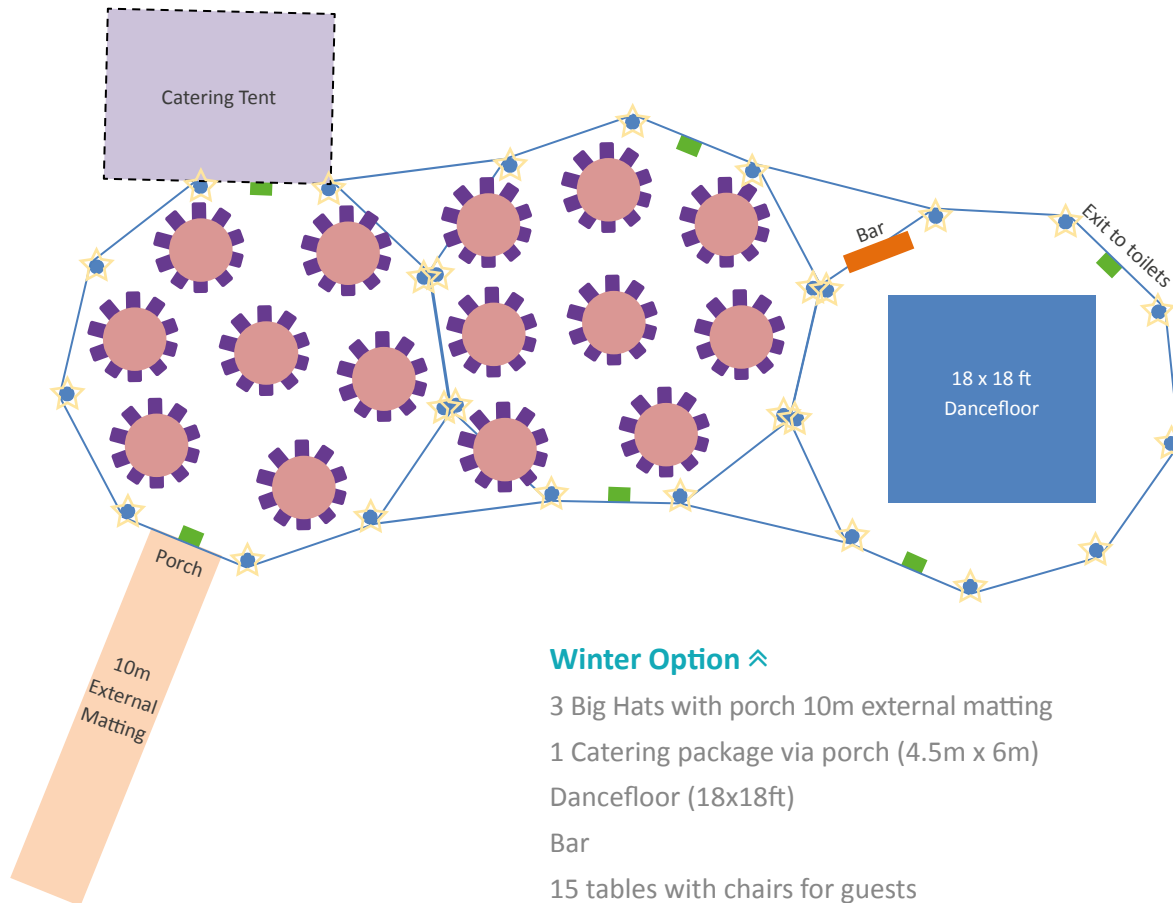 Catering Tent
Bar
Exit to toilets
18 x 18 ft
Dancefloor
Porch
10m
External
Matting
Winter Option
3 Big Hats with porch 10m external matting
1 Catering package via porch (4.5m x 6m)
Dancefloor (18x18ft)
Bar
15 tables with chairs for guests